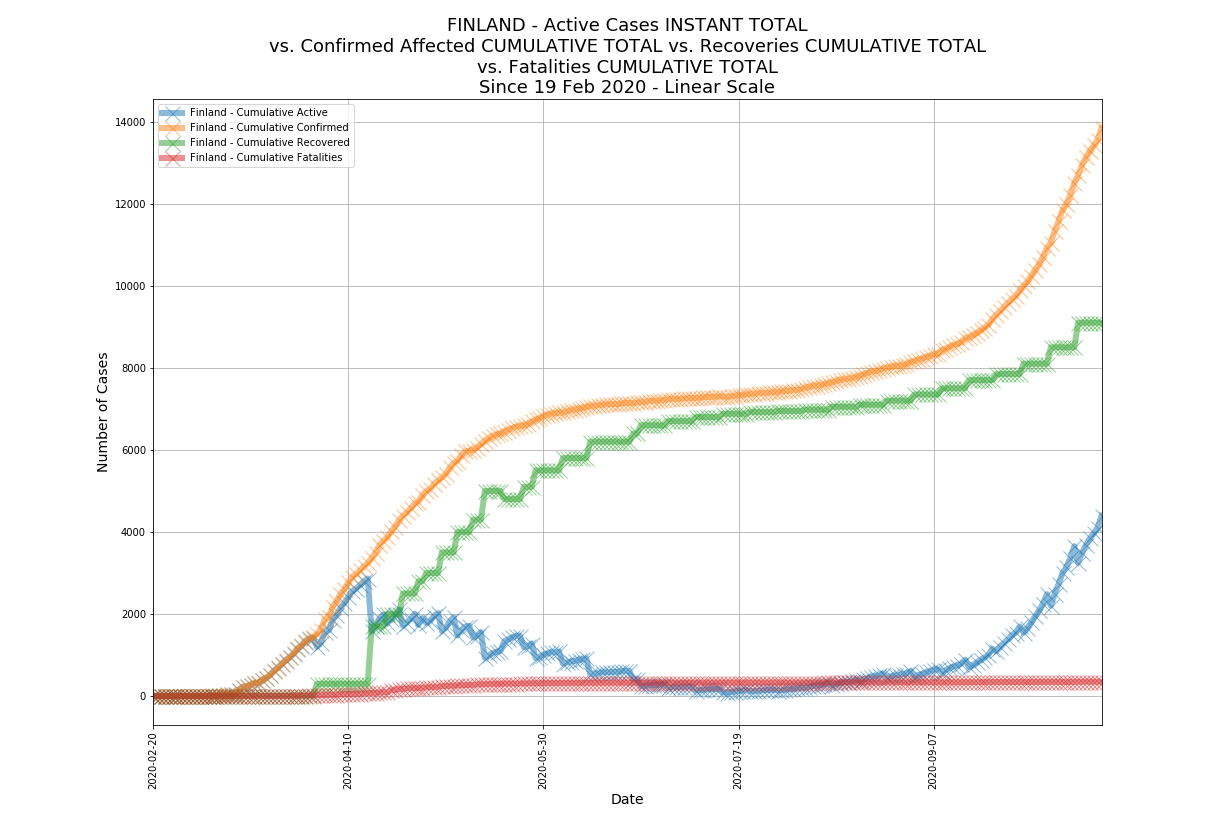 FINLAND - Active Cases INSTANT TOTAL
vs. Confirmed Affected CUMULATIVE TOTAL vs. Recoveries CUMULATIVE TOTAL
vs. Fatalities CUMULATIVE TOTAL
Since 19 Feb 2020 - Linear Scale
Finland - Cumulative Active
Finland - Cumulative Confirmed
Finland - Cumulative Recovered
Finland - Cumulative Fatalities
14000
12000
10000
8000
6000
4000
2000
0
Number of Cases
2020-02-20
2020-04-10
2020-05-30
2020-07-19
2020-09-07
Date